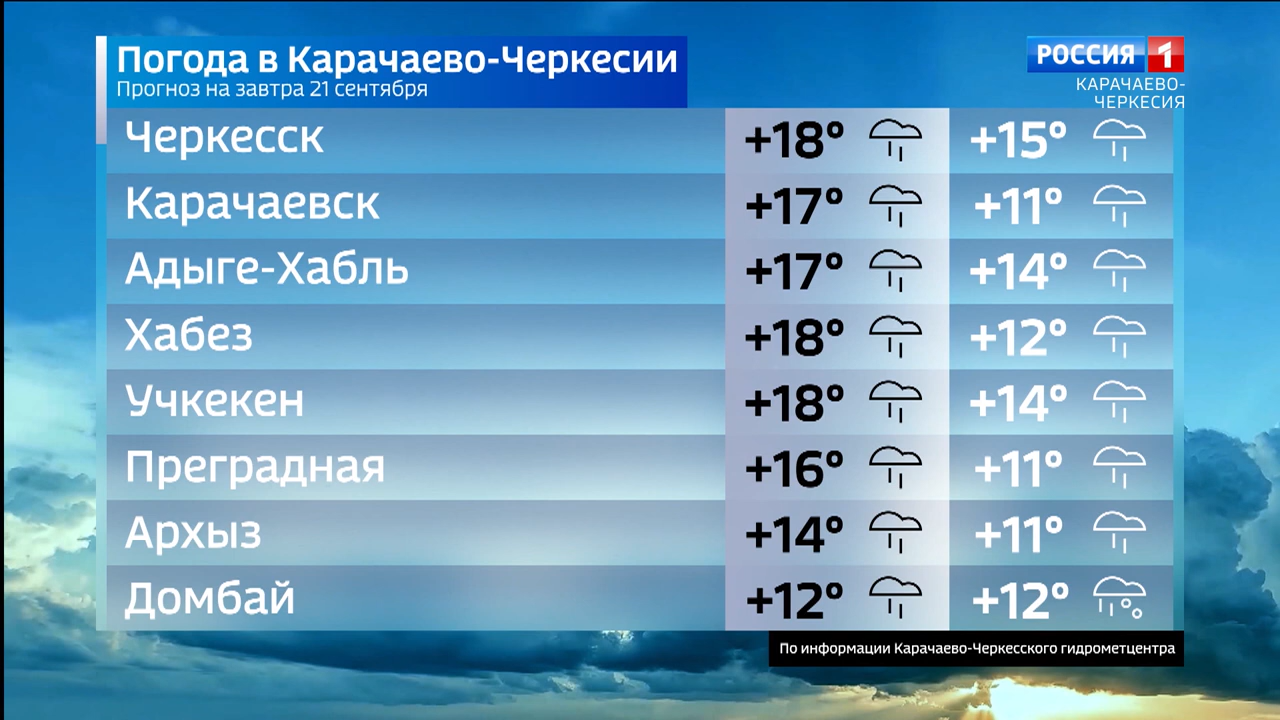 Погода в Карачаево-Черкесии
Прогноз на завтра 21 сентября
РОССИЯ 1
КАРАЧАЕВО-
ЧЕРКЕСИЯ
Черкесск +18° +15°
Карачаевск +17° +11°
Адыге-Хабль +17° +14°
Хабез +18° +12°
Учкекен +18° +14°
Преградная +16° +11°
Архыз +14° +11°
Домбай +12° +12°
По информации Карачаево-Черкесского гидрометцентра